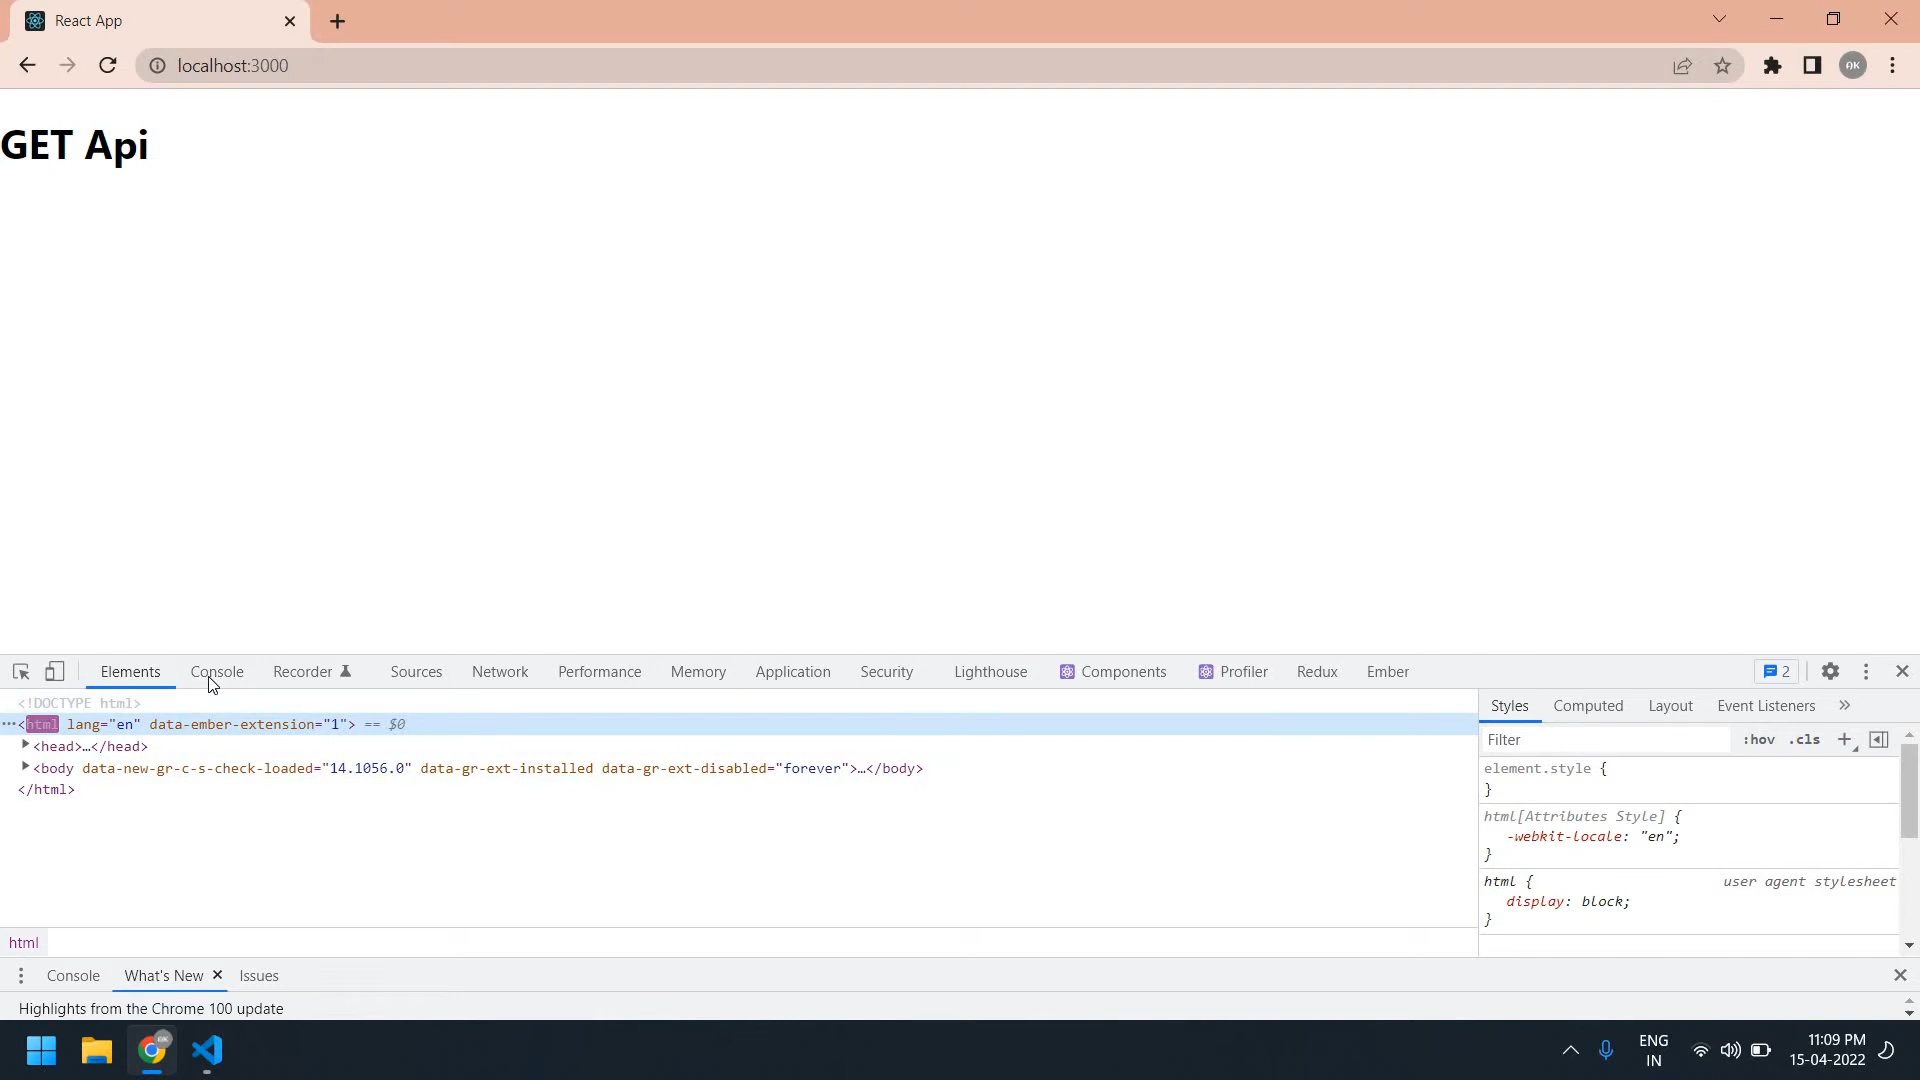 React App
localhost:3000
AK
GET Api
Elements Console Recorder Sources Network Performance Memory Application Security Lighthouse Components Profiler Redux Ember 2
<!DOCTYPE html>
<html lang="en" data-ember-extension="1"> == $0
<head>…</head>
<body data-new-gr-c-s-check-loaded="14.1056.0" data-gr-ext-installed data-gr-ext-disabled="forever">…</body>
</html>
html
Styles Computed Layout Event Listeners
Filter :hov .cls
element.style {
}
html[Attributes Style] {
-webkit-locale: "en";
}
html { user agent stylesheet
display: block;
}
Console What's New Issues
Highlights from the Chrome 100 update
ENG
IN
11:09 PM
15-04-2022